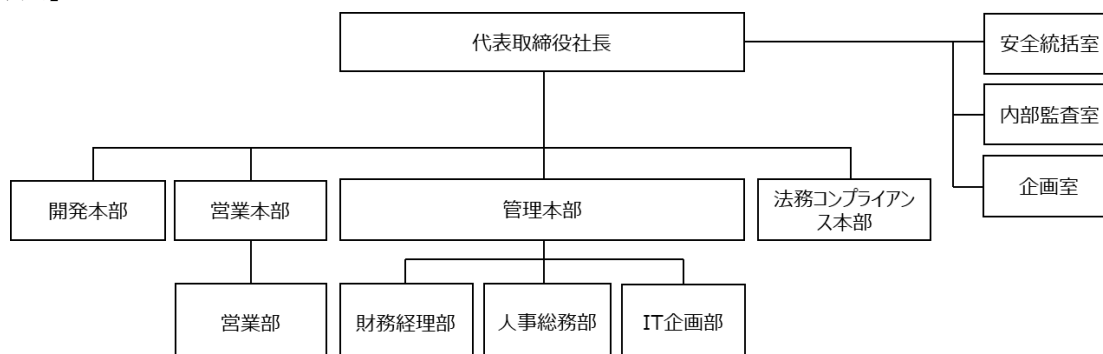 代表取締役社長
安全統括室
内部監査室
企画室
開発本部
営業本部
管理本部
法務コンプライアン
ス本部
営業部
財務経理部
人事総務部
IT企画部